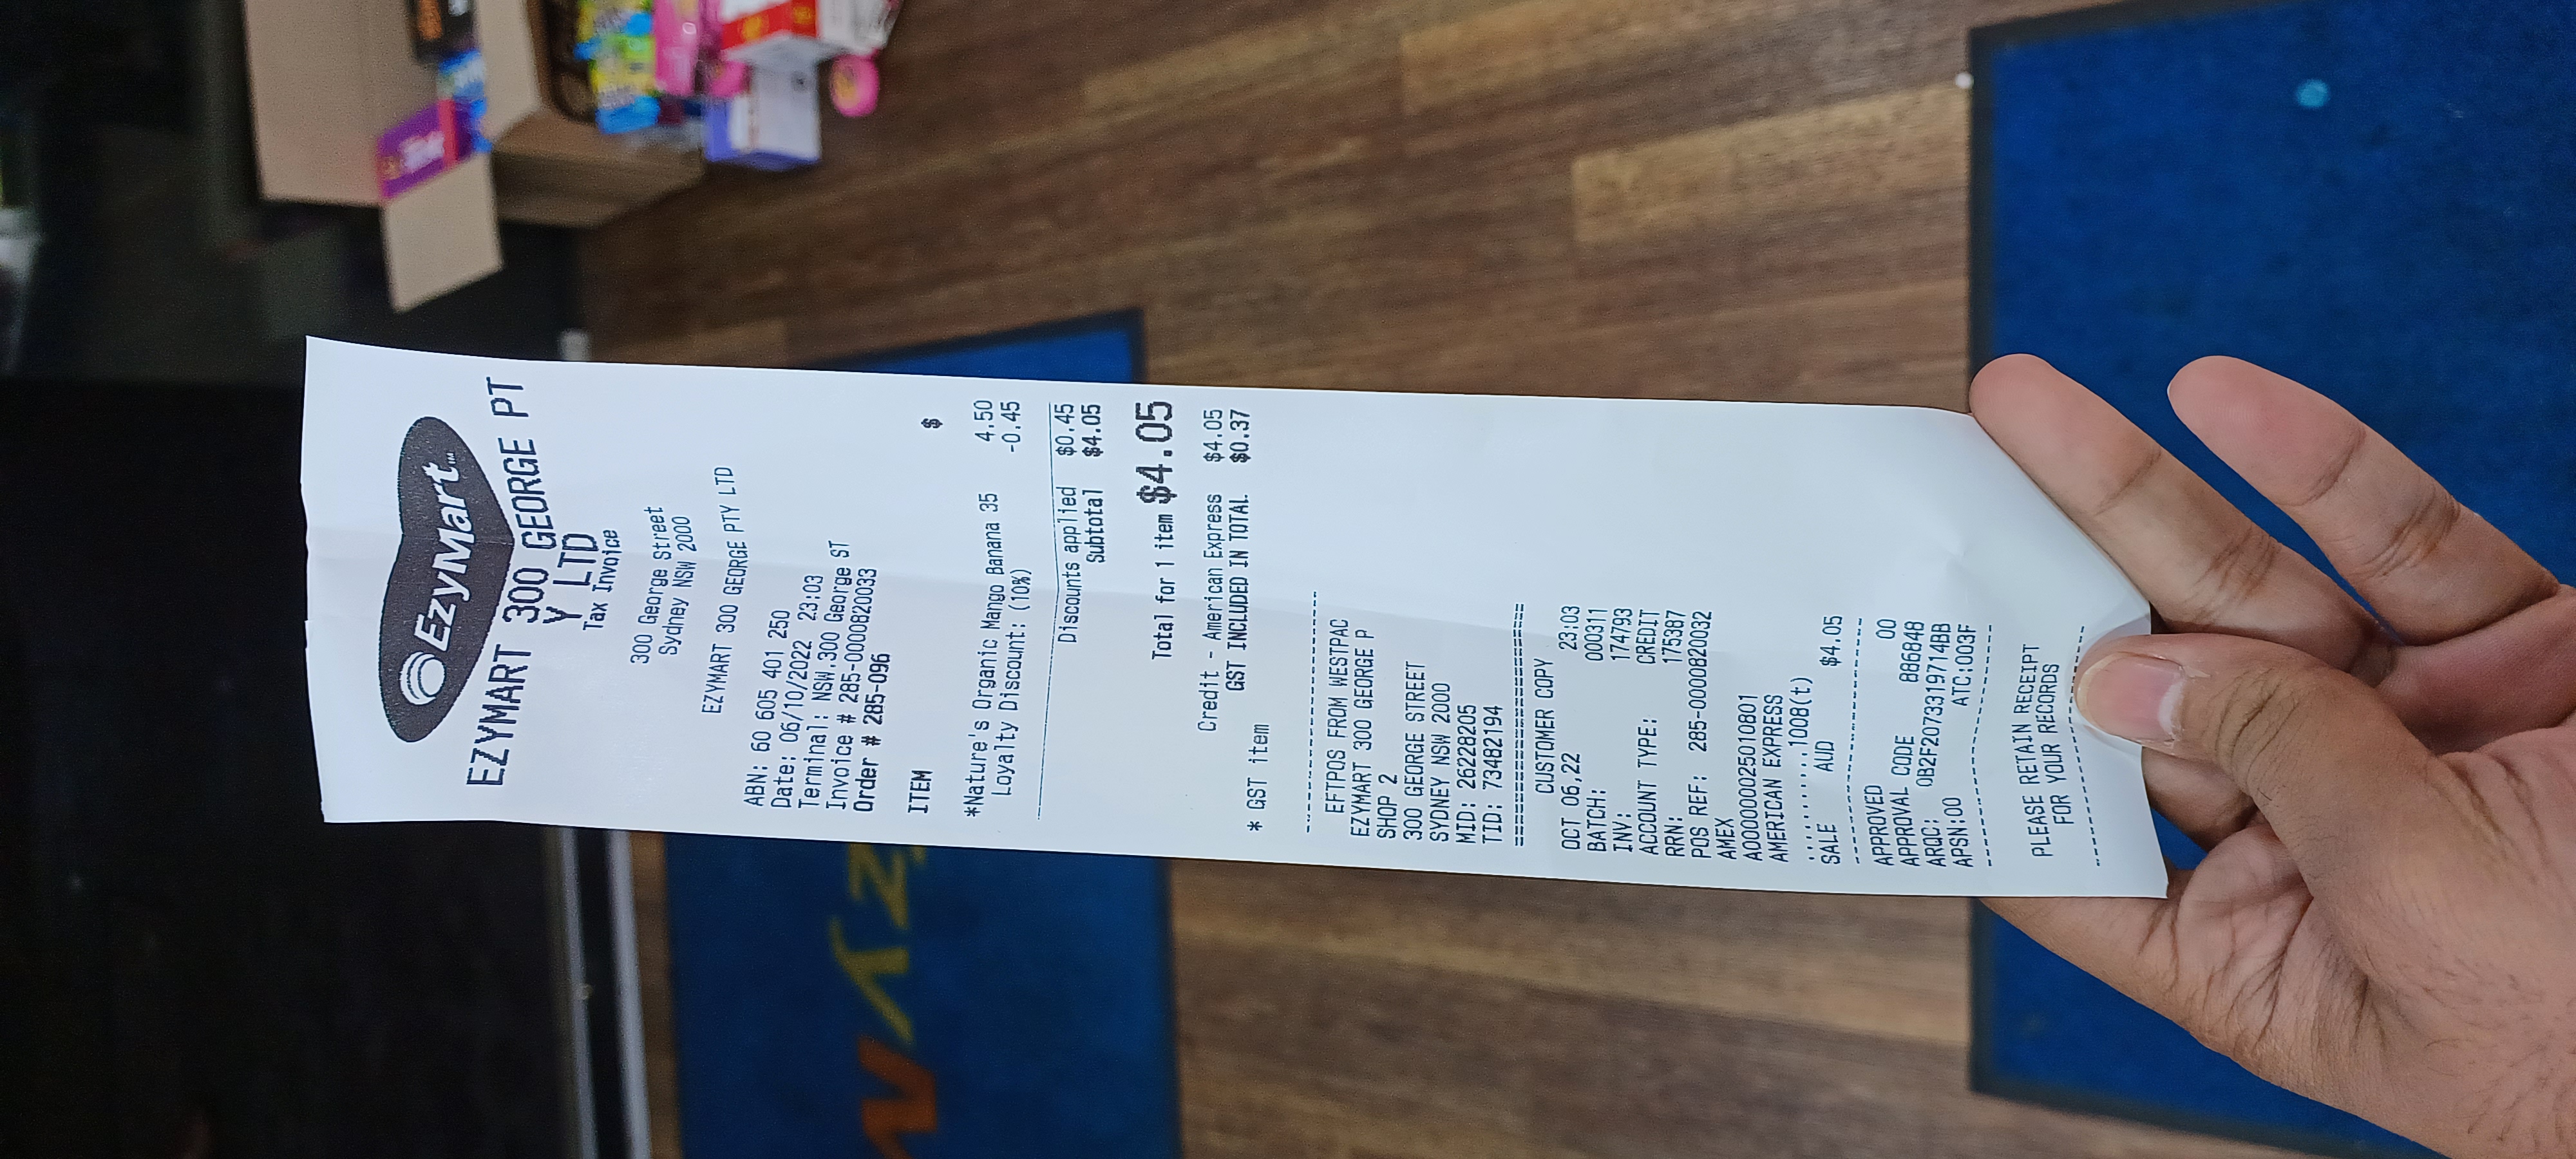 EzyMart™
EZYMART 300 GEORGE PT
Y LTD
Tax Invoice
300 George Street
Sydney NSW 2000
EZYMART 300 GEORGE PTY LTD
ABN: 60 605 401 250
Date: 06/10/2022 23:03
Terminal: NSW.300 George ST
Invoice # 285-0000820033
Order # 285-096
ITEM $
*Nature's Organic Mango Banana 35 4.50
Loyalty Discount: (10%) -0.45
Discounts applied $0.45
Subtotal $4.05
Total for 1 item $4.05
Credit - American Express $4.05
GST INCLUDED IN TOTAL $0.37
* GST item
------------------------
EFTPOS FROM WESTPAC
EZYMART 300 GEORGE P
SHOP 2
300 GEORGE STREET
SYDNEY NSW 2000
MID: 26228205
TID: 73482194
========================
CUSTOMER COPY
OCT 06,22 23:03
BATCH: 000311
INV: 174793
ACCOUNT TYPE: CREDIT
RRN: 175387
POS REF: 285-0000820032
AMEX
A000000025010801
AMERICAN EXPRESS
...........1008(t)
SALE AUD $4.05
------------------------
APPROVED 00
APPROVAL CODE 886848
ARQC: 0B2F2073319714BB
APSN:00 ATC:003F
------------------------
PLEASE RETAIN RECEIPT
FOR YOUR RECORDS
------------------------